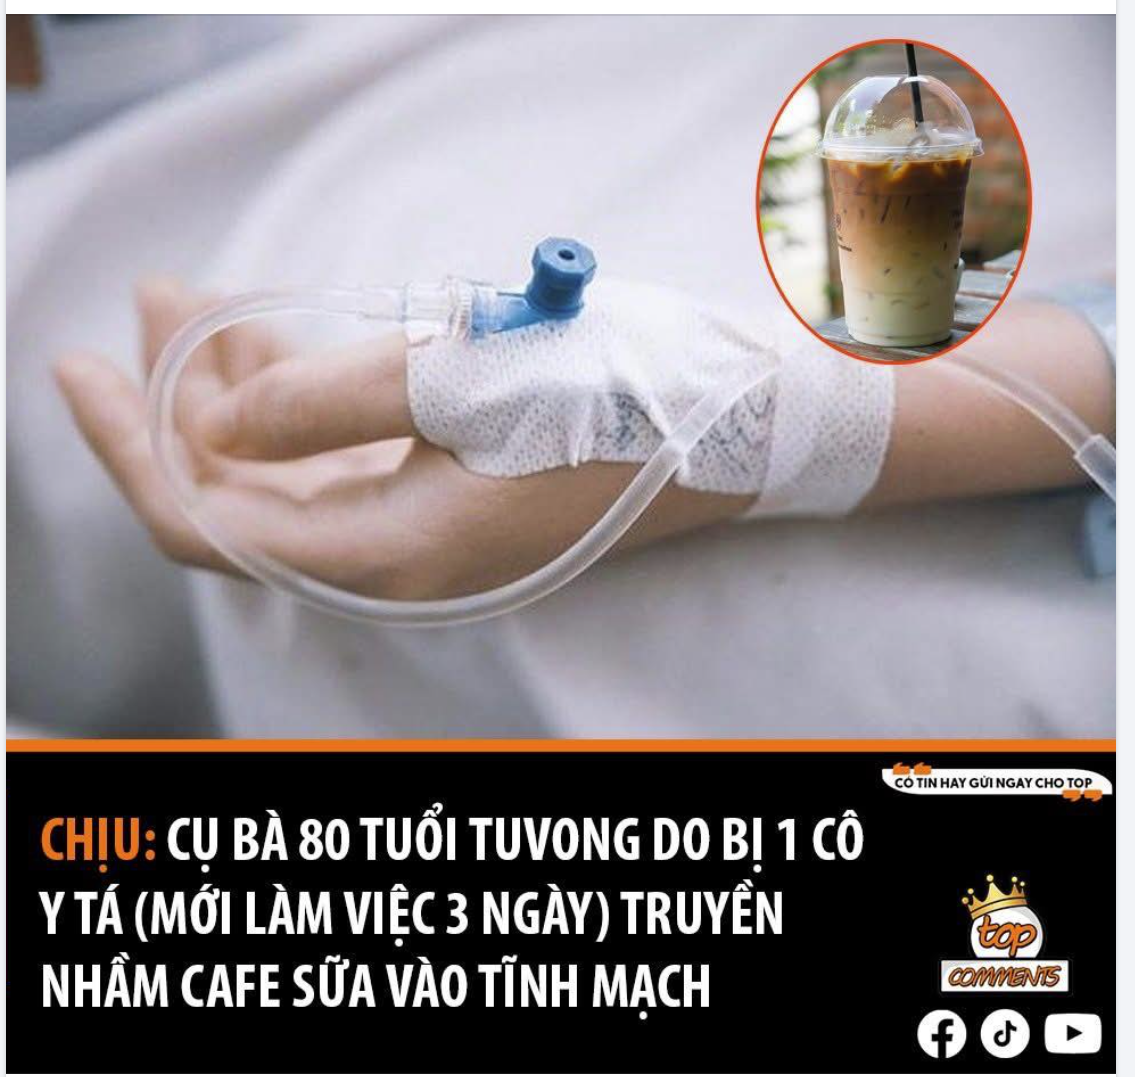 CÓ TIN HAY GỬI NGAY CHO TOP
CHỊU: CỤ BÀ 80 TUỔI TUVONG DO BỊ 1 CÔ
Y TÁ (MỚI LÀM VIỆC 3 NGÀY) TRUYỀN
NHẦM CAFE SỮA VÀO TĨNH MẠCH
top
COMMENTS